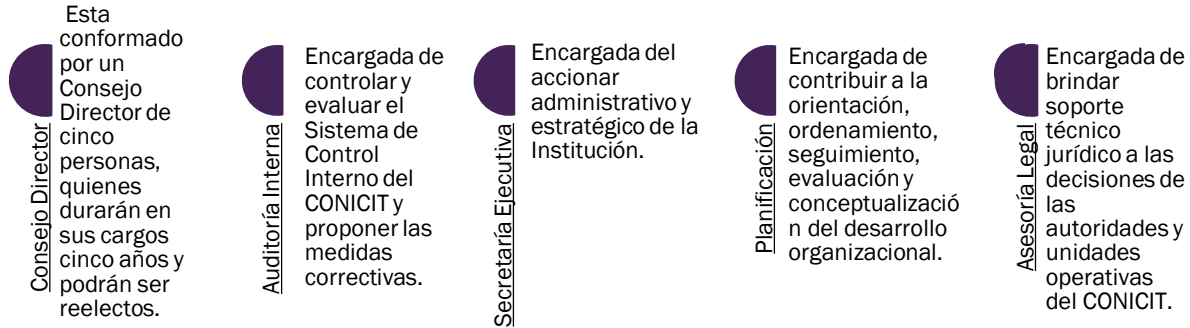 Consejo Director
Esta
conformado
por un
Consejo
Director de
cinco
personas,
quienes
durarán en
sus cargos
cinco años y
podrán ser
reelectos.
Auditoría Interna
Encargada de
controlar y
evaluar el
Sistema de
Control
Interno del
CONICIT y
proponer las
medidas
correctivas.
Secretaría Ejecutiva
Encargada del
accionar
administrativo y
estratégico de la
Institución.
Planificación
Encargada de
contribuir a la
orientación,
ordenamiento,
seguimiento,
evaluación y
conceptualizació
n del desarrollo
organizacional.
Asesoría Legal
Encargada de
brindar
soporte
técnico
jurídico a las
decisiones de
las
autoridades y
unidades
operativas
del CONICIT.